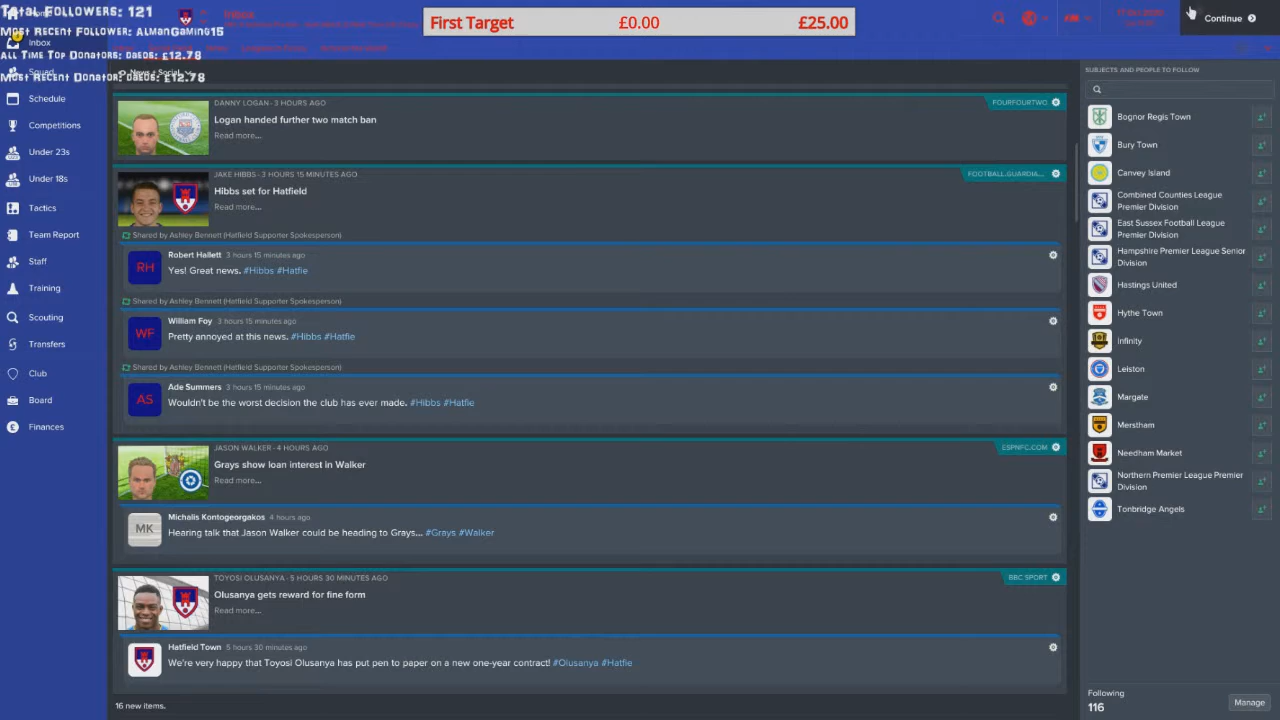 TOTAL FOLLOWERS: 121
MOST RECENT FOLLOWER: ALMANGAMING15
ALL TIME TOP DONATORS: DAEDS: £12.78
MOST RECENT DONATOR: DAEDS: £12.78
First Target £0.00 £25.00
Continue
Inbox
Squad
Schedule
Competitions
Under 23s
Under 18s
Tactics
Team Report
Staff
Training
Scouting
Transfers
Club
Board
Finances
News + Social
DANNY LOGAN - 3 HOURS AGO
FOURFOURTWO
Logan handed further two match ban
Read more...
JAKE HIBBS - 3 HOURS 15 MINUTES AGO
FOOTBALL.GUARDIA...
Hibbs set for Hatfield
Read more...
Shared by Ashley Bennett (Hatfield Supporter Spokesperson)
RH
Robert Hallett 3 hours 15 minutes ago
Yes! Great news. #Hibbs #Hatfie
Shared by Ashley Bennett (Hatfield Supporter Spokesperson)
WF
William Foy 3 hours 15 minutes ago
Pretty annoyed at this news. #Hibbs #Hatfie
Shared by Ashley Bennett (Hatfield Supporter Spokesperson)
AS
Ade Summers 3 hours 15 minutes ago
Wouldn't be the worst decision the club has ever made. #Hibbs #Hatfie
JASON WALKER - 4 HOURS AGO
ESPNFC.COM
Grays show loan interest in Walker
Read more...
MK
Michalis Kontogeorgakos 4 hours ago
Hearing talk that Jason Walker could be heading to Grays... #Grays #Walker
TOYOSI OLUSANYA - 5 HOURS 30 MINUTES AGO
BBC SPORT
Olusanya gets reward for fine form
Read more...
Hatfield Town 5 hours 30 minutes ago
We're very happy that Toyosi Olusanya has put pen to paper on a new one-year contract! #Olusanya #Hatfie
16 new items.
SUBJECTS AND PEOPLE TO FOLLOW
Bognor Regis Town
Bury Town
Canvey Island
Combined Counties League
Premier Division
East Sussex Football League
Premier Division
Hampshire Premier League Senior
Division
Hastings United
Hythe Town
Infinity
Leiston
Margate
Merstham
Needham Market
Northern Premier League Premier
Division
Tonbridge Angels
Following
116
Manage